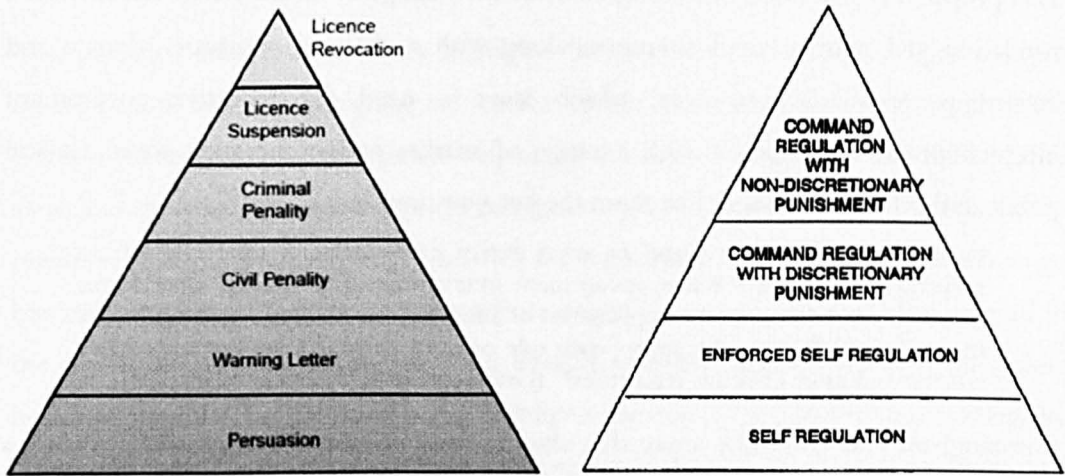 Licence
Revocation
Licence
Suspension
Criminal
Penality
Civil Penality
Warning Letter
Persuasion
COMMAND
REGULATION
WITH
NON-DISCRETIONARY
PUNISHMENT
COMMAND REGULATION
WITH DISCRETIONARY
PUNISHMENT
ENFORCED SELF REGULATION
SELF REGULATION